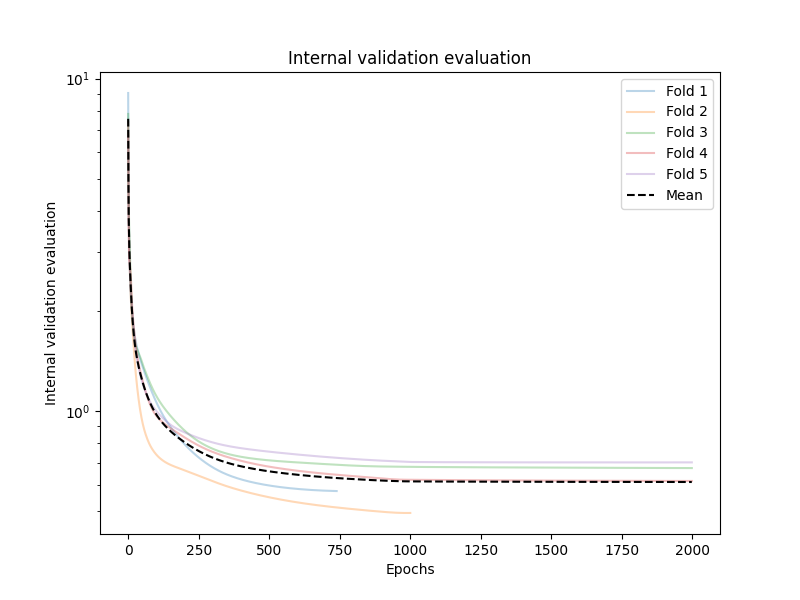 Internal validation evaluation
10¹
10⁰
Internal validation evaluation
Fold 1
Fold 2
Fold 3
Fold 4
Fold 5
Mean
0 250 500 750 1000 1250 1500 1750 2000
Epochs